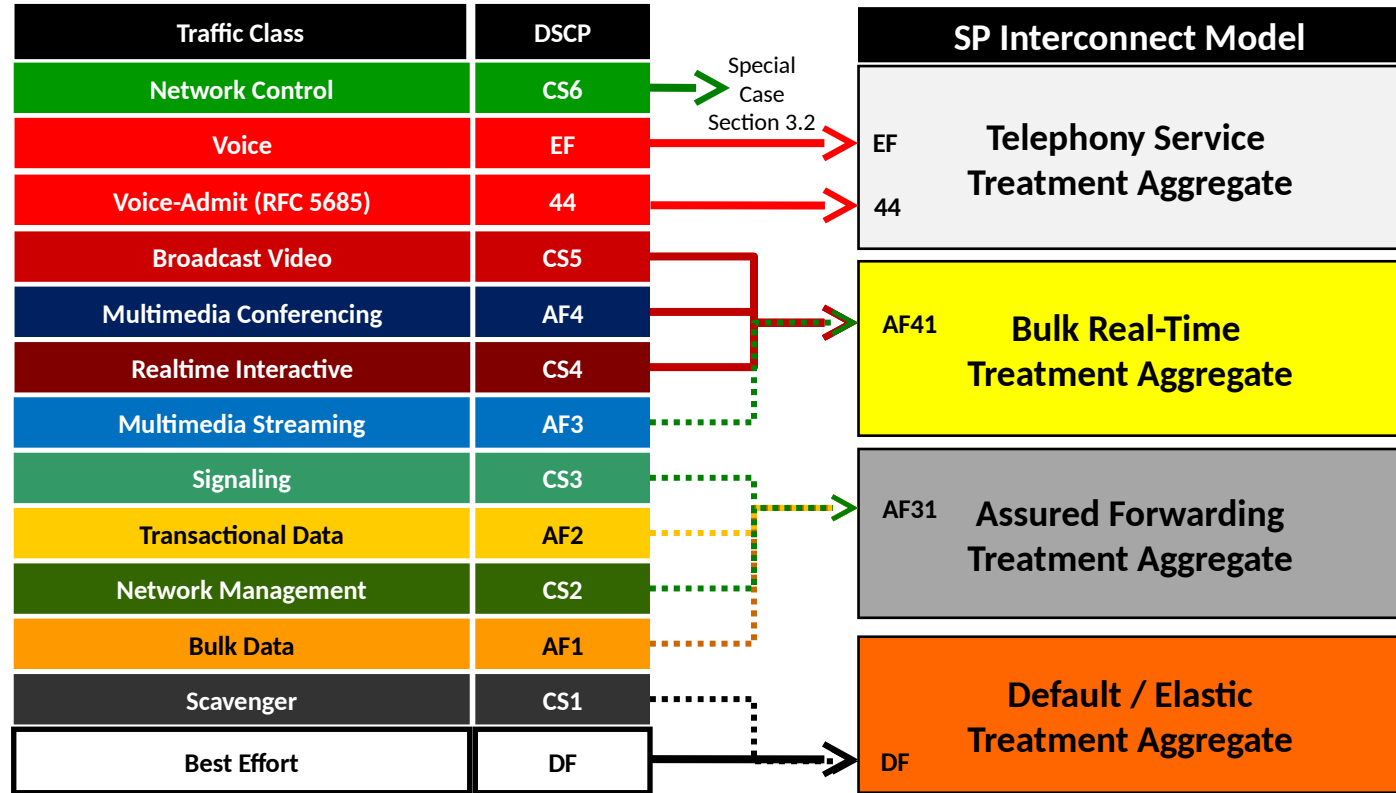 Traffic Class
DSCP
SP Interconnect Model
Network Control
CS6
Special
Case
Section 3.2
Voice
EF
EF
Telephony Service
Treatment Aggregate
Voice-Admit (RFC 5685)
44
44
Broadcast Video
CS5
Multimedia Conferencing
AF4
AF41
Bulk Real-Time
Treatment Aggregate
Realtime Interactive
CS4
Multimedia Streaming
AF3
Signaling
CS3
AF31
Assured Forwarding
Treatment Aggregate
Transactional Data
AF2
Network Management
CS2
Bulk Data
AF1
Scavenger
CS1
Default / Elastic
Treatment Aggregate
Best Effort
DF
DF